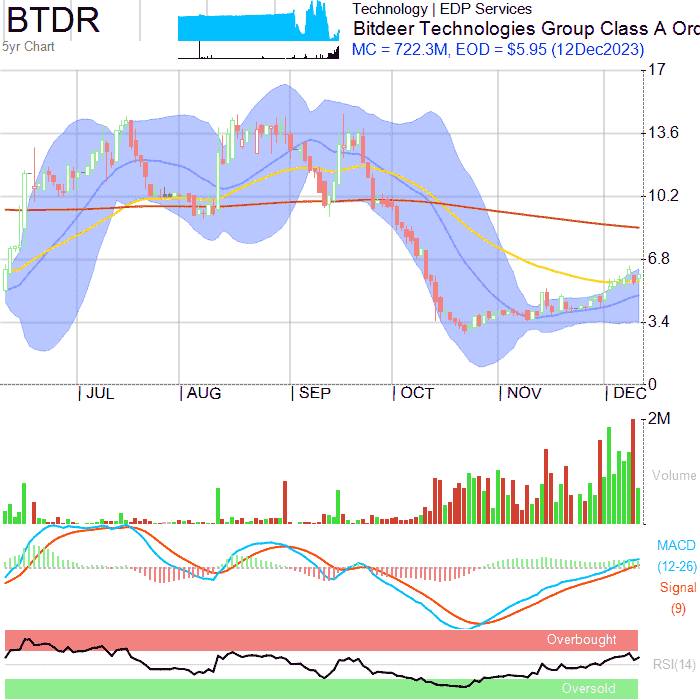 BTDR
5yr Chart
Technology | EDP Services
Bitdeer Technologies Group Class A Ord
MC = 722.3M, EOD = $5.95 (12Dec2023)
17
13.6
10.2
6.8
3.4
0
JUL AUG SEP OCT NOV DEC
2M
Volume
MACD
(12-26)
Signal
(9)
Overbought
RSI(14)
Oversold